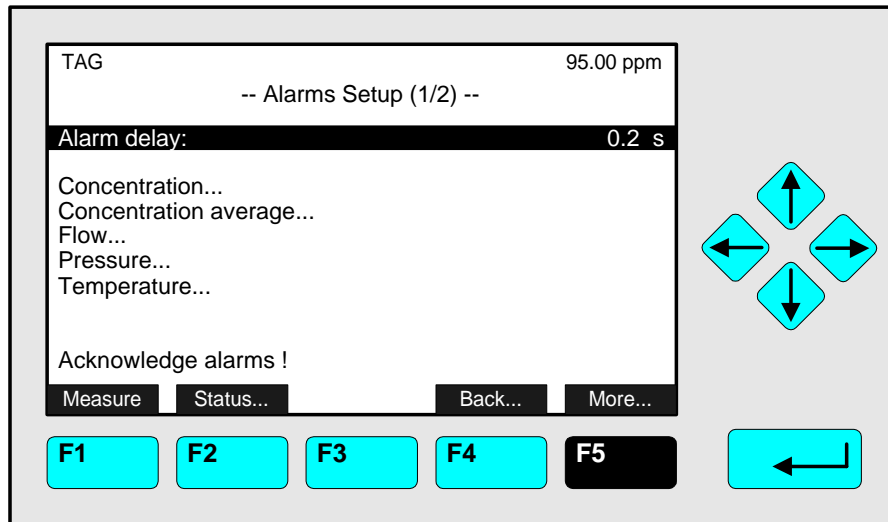 TAG 95.00 ppm
-- Alarms Setup (1/2) --
Alarm delay: 0.2 s
Concentration...
Concentration average...
Flow...
Pressure...
Temperature...
Acknowledge alarms !
Measure Status... Back... More...
F1 F2 F3 F4 F5